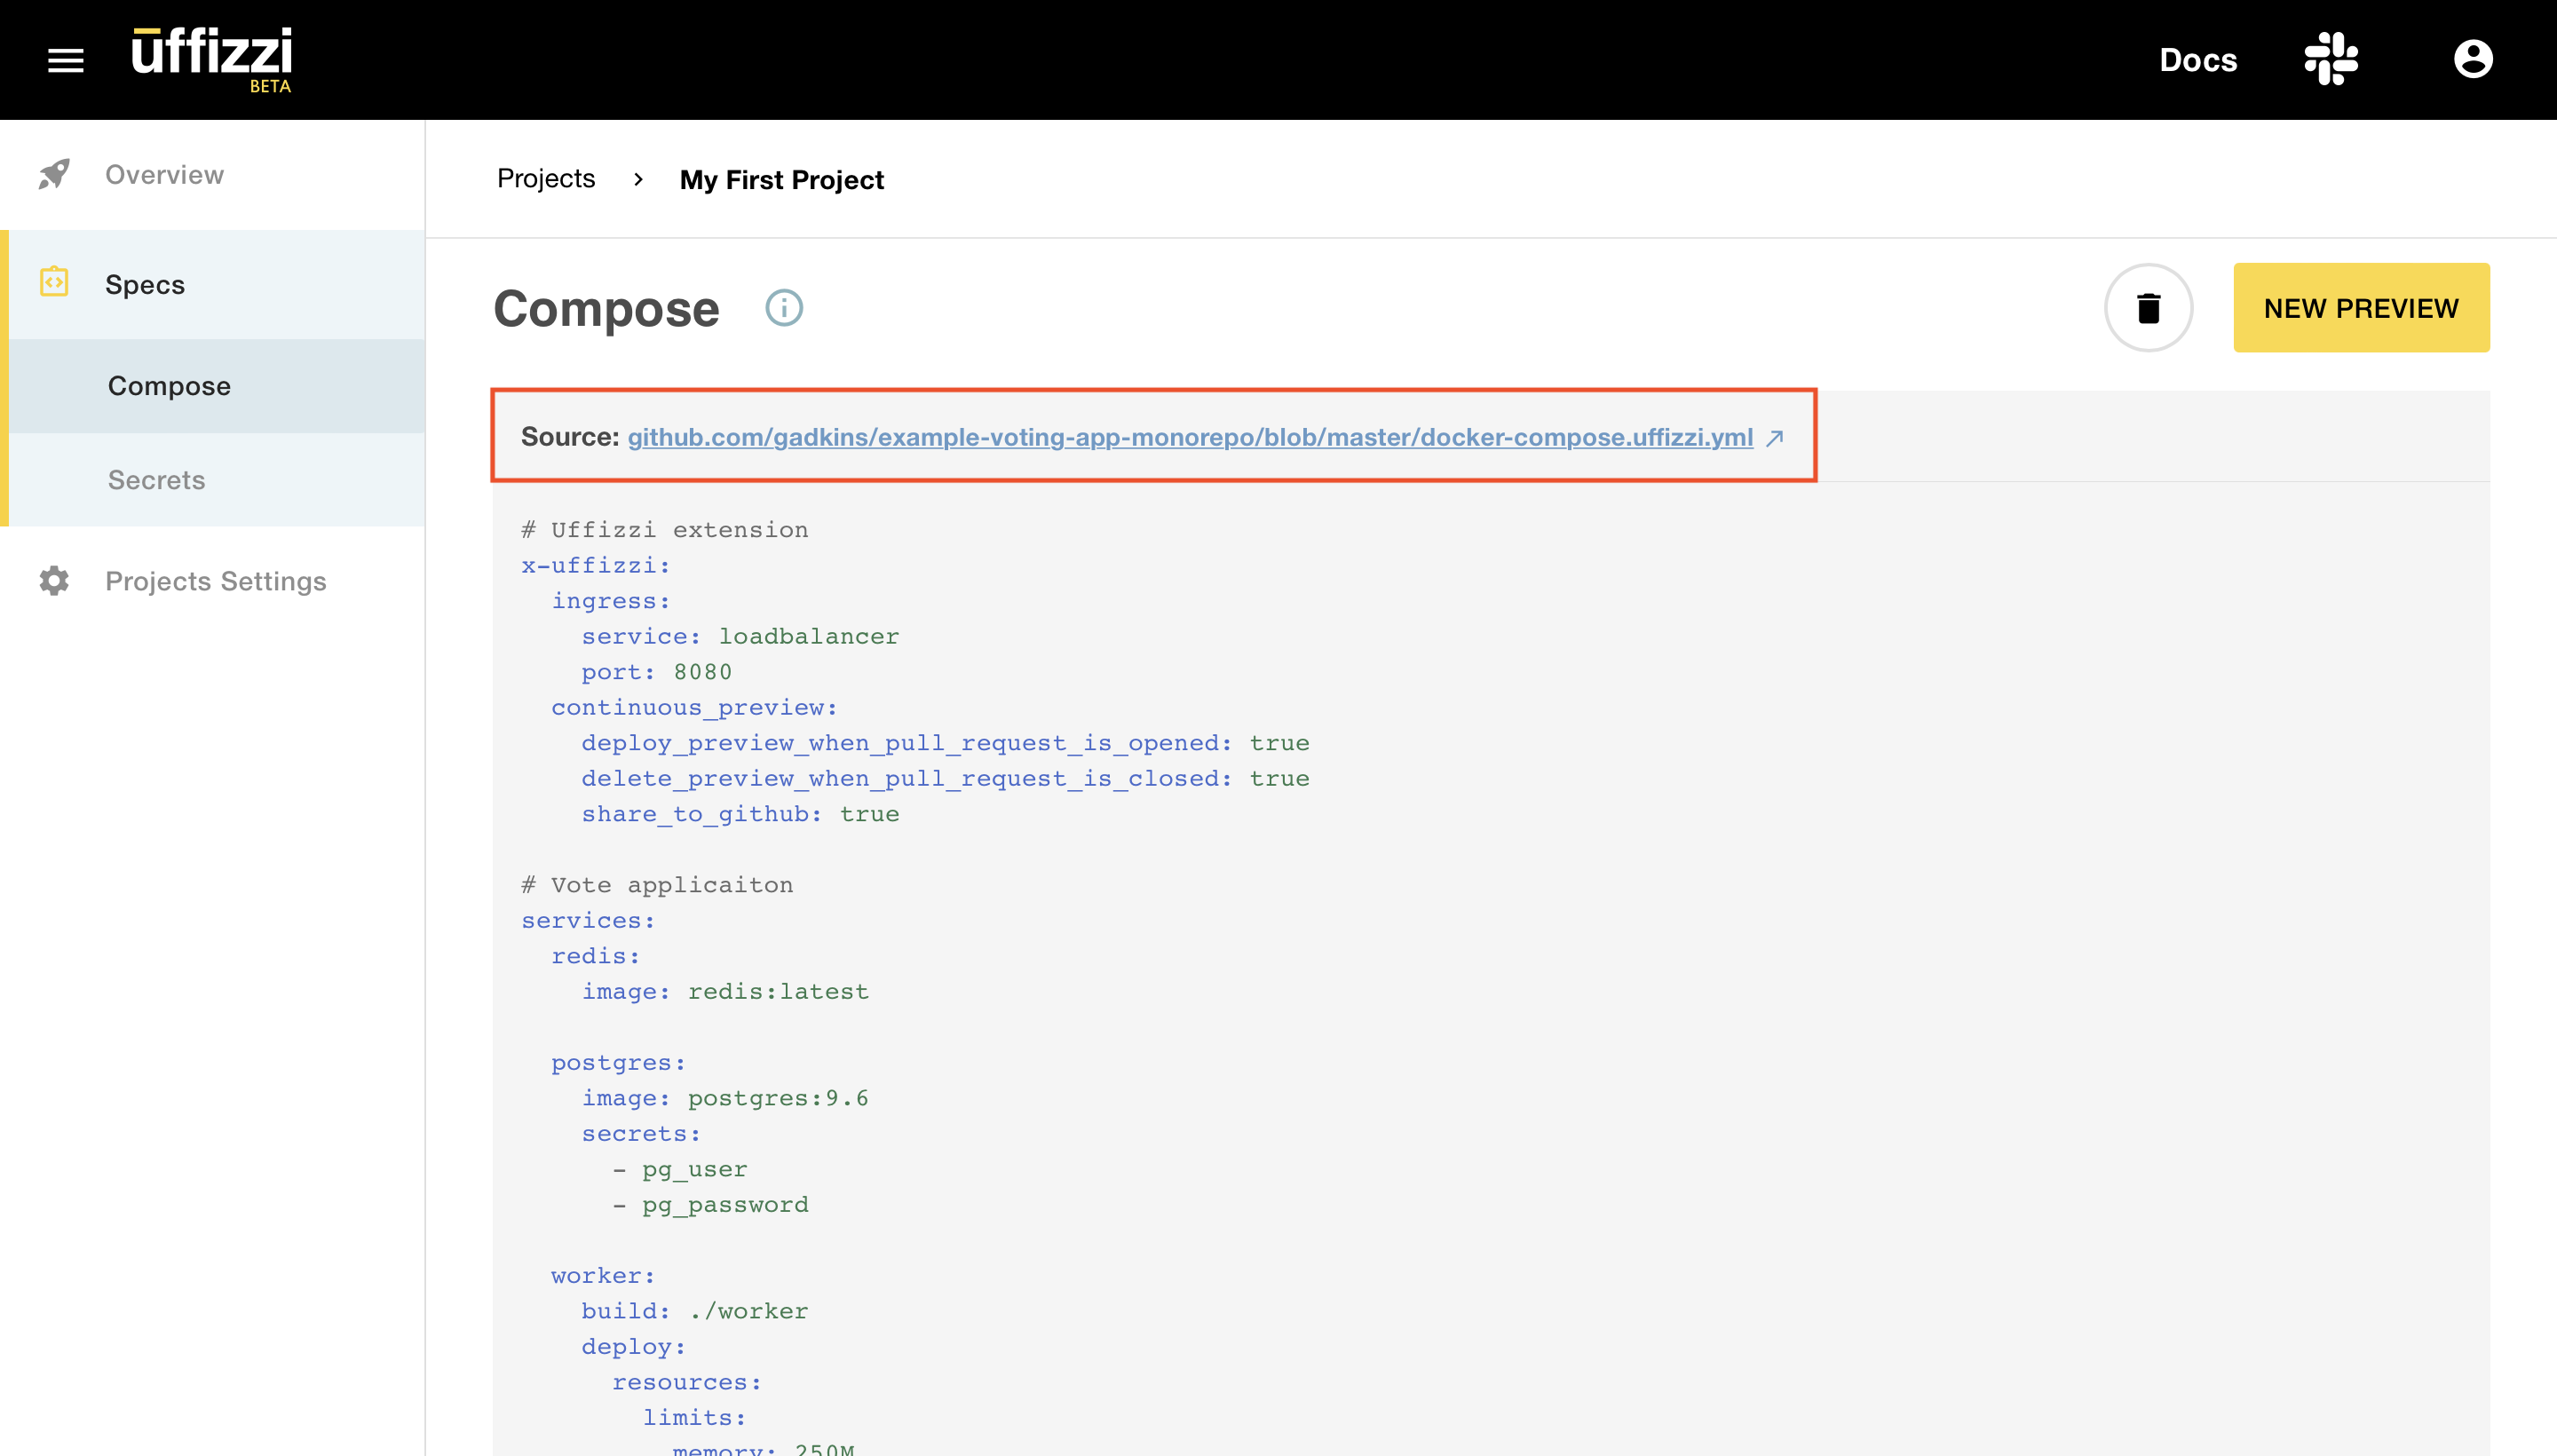 uffizzi
BETA
Docs
Overview
Specs
Compose
Secrets
Projects Settings
Projects > My First Project
Compose
NEW PREVIEW
Source: github.com/gadkins/example-voting-app-monorepo/blob/master/docker-compose.uffizzi.yml
# Uffizzi extension
x-uffizzi:
  ingress:
    service: loadbalancer
    port: 8080
  continuous_preview:
    deploy_preview_when_pull_request_is_opened: true
    delete_preview_when_pull_request_is_closed: true
    share_to_github: true
# Vote applicaiton
services:
  redis:
    image: redis:latest
  postgres:
    image: postgres:9.6
    secrets:
      - pg_user
      - pg_password
  worker:
    build: ./worker
    deploy:
      resources:
        limits:
          memory: 250M